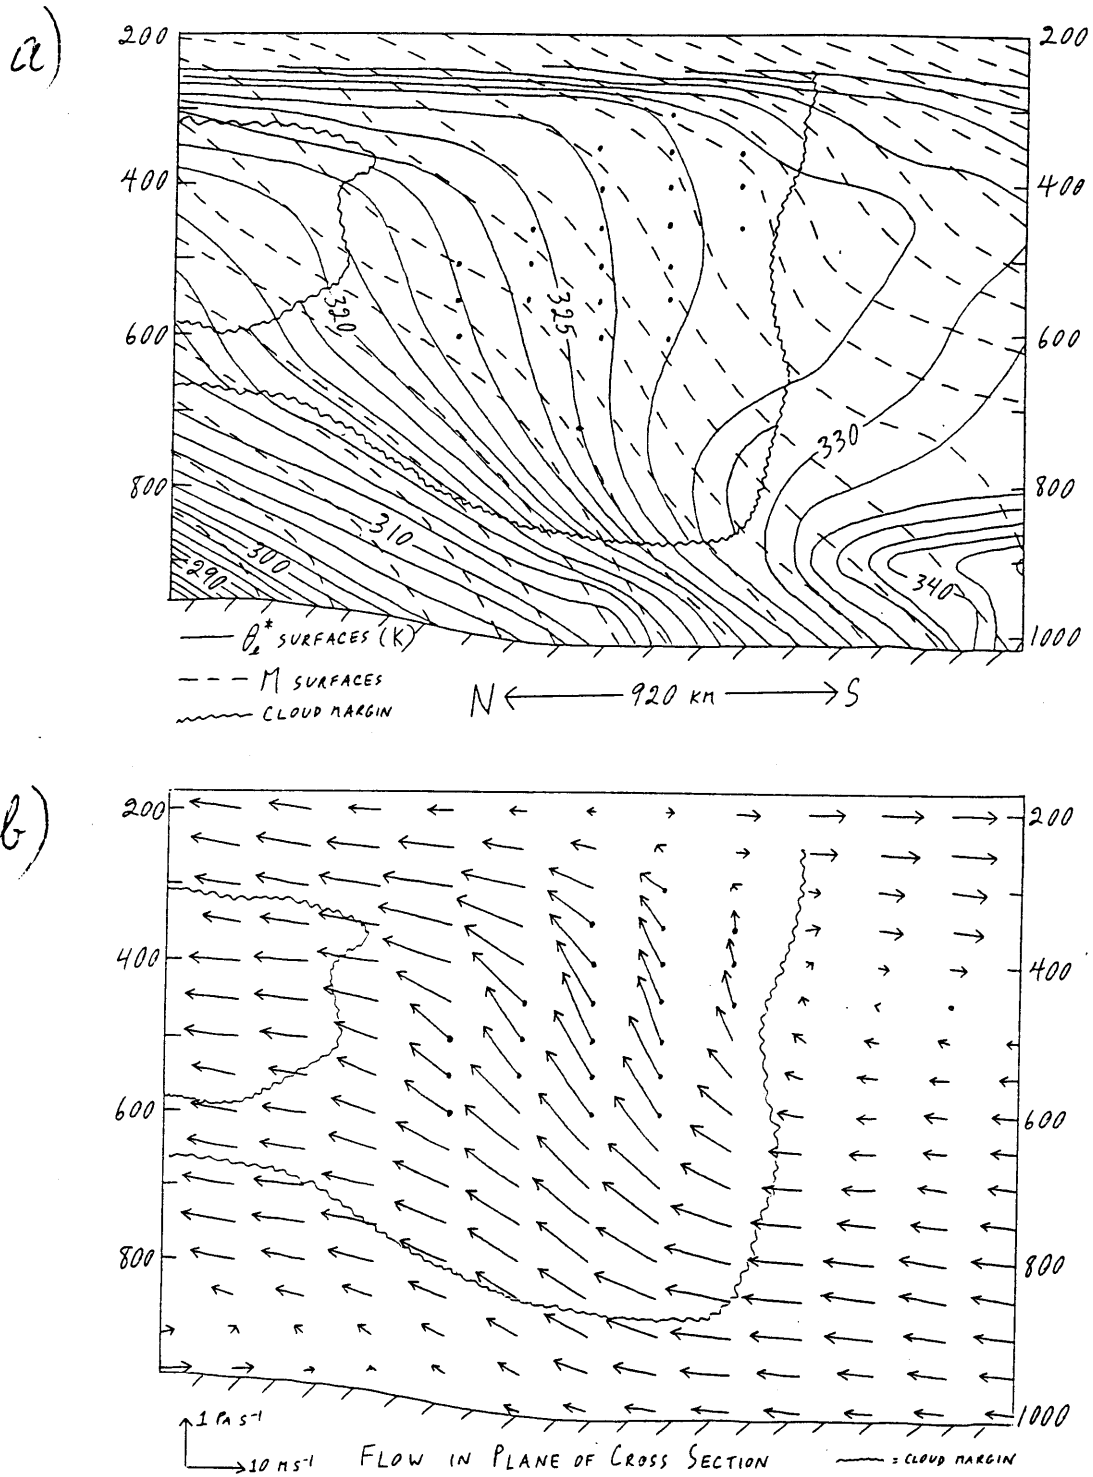 a)
200 200
400 400
320
325
600 600
330
800 800
310
300
290
340
1000
θe* SURFACES (K)
M SURFACES
N 920 KM S
CLOUD MARGIN
b)
200 200
400 400
600 600
800 800
1 PA S-1
1000
10 M S-1 FLOW IN PLANE OF CROSS SECTION = CLOUD MARGIN